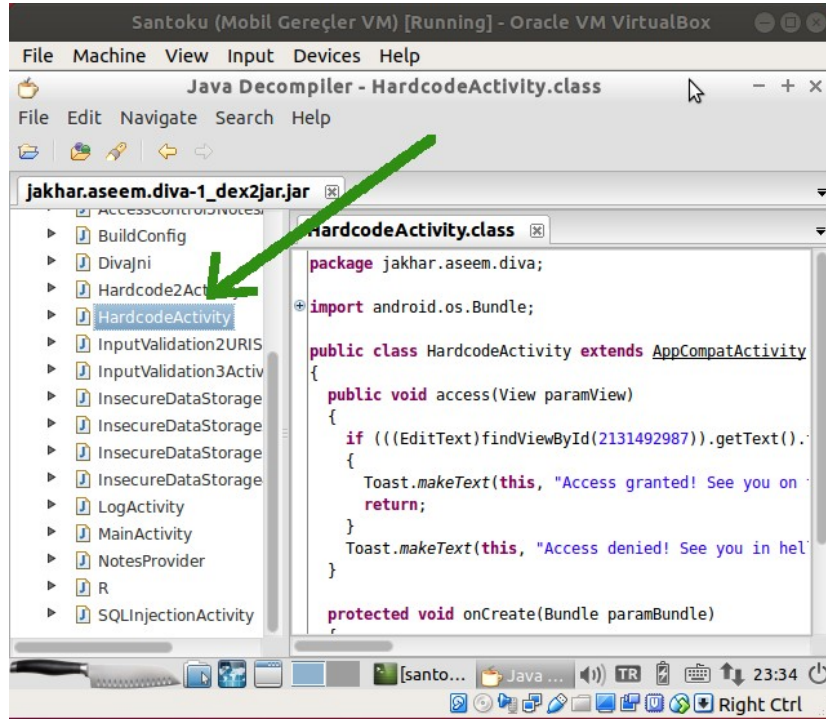 Santoku (Mobil Gereçler VM) [Running] - Oracle VM VirtualBox
File Machine View Input Devices Help
Java Decompiler - HardcodeActivity.class
File Edit Navigate Search Help
jakhar.aseem.diva-1_dex2jar.jar
HardcodeActivity.class
BuildConfig
DivaJni
HardcodeActivity
InputValidation2URIS
InputValidation3Activ
InsecureDataStorage
InsecureDataStorage
InsecureDataStorage
InsecureDataStorage
LogActivity
MainActivity
NotesProvider
R
SQLInjectionActivity
package jakhar.aseem.diva;
import android.os.Bundle;
public class HardcodeActivity extends AppCompatActivity
{
public void access(View paramView)
{
if (((EditText)findViewById(2131492987)).getText().
{
Toast.makeText(this, "Access granted! See you on
return;
}
Toast.makeText(this, "Access denied! See you in hel
}
protected void onCreate(Bundle paramBundle)
[santo... Java ... TR 23:34
Right Ctrl